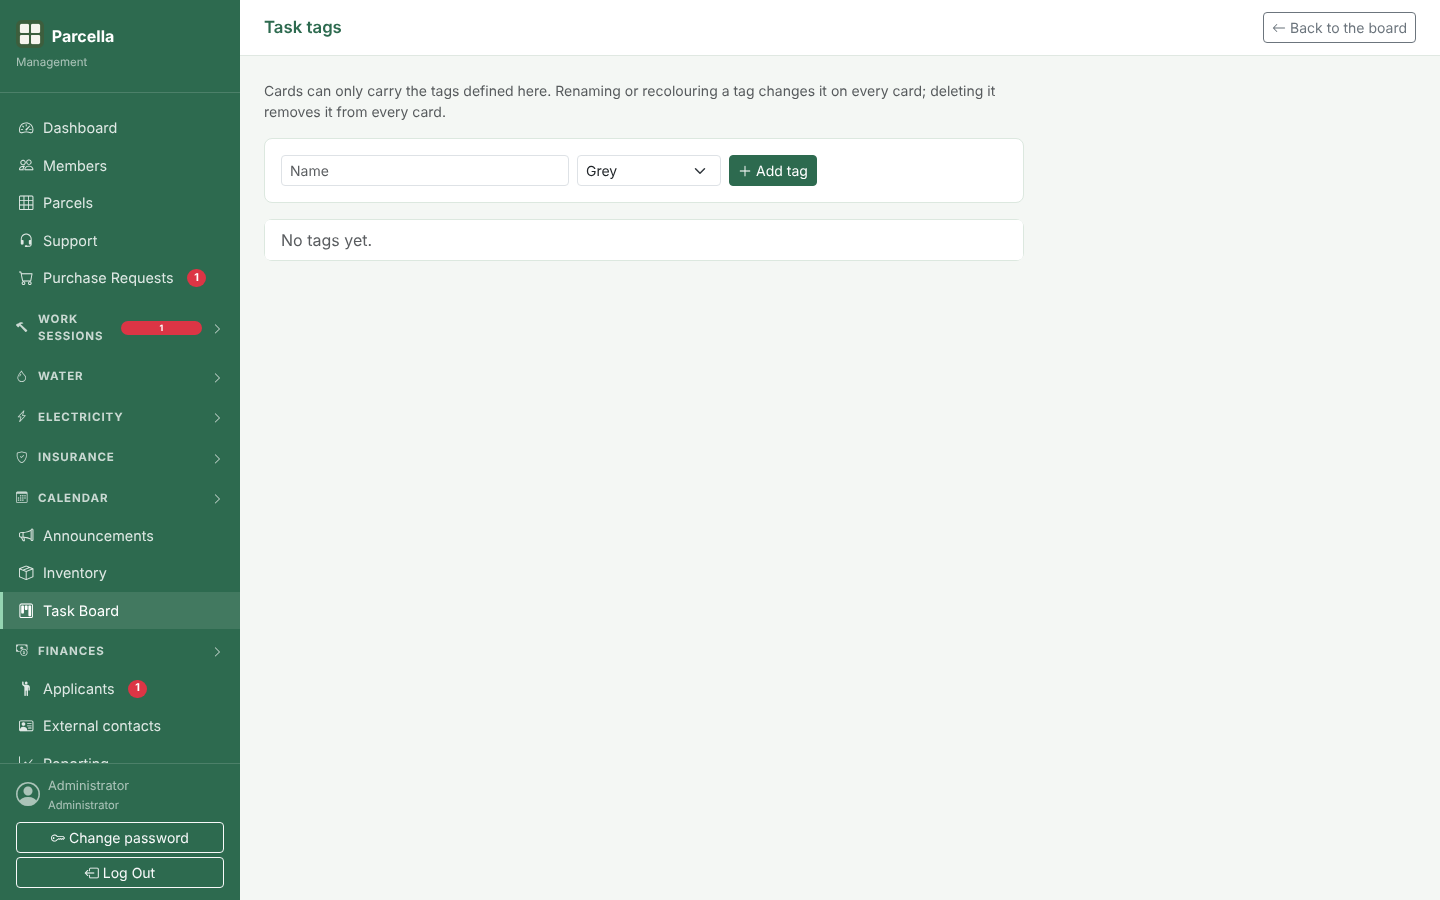 Parcella
Management
Dashboard
Members
Parcels
Support
Purchase Requests 1
WORK SESSIONS 1
WATER
ELECTRICITY
INSURANCE
CALENDAR
Announcements
Inventory
Task Board
FINANCES
Applicants 1
External contacts
Reporting
Administrator
Administrator
Change password
Log Out
Task tags
Back to the board
Cards can only carry the tags defined here. Renaming or recolouring a tag changes it on every card; deleting it
removes it from every card.
Name
Grey
Add tag
No tags yet.